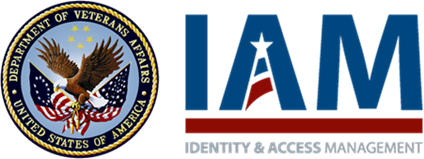 DEPARTMENT OF VETERANS AFFAIRS
UNITED STATES OF AMERICA
IAM
IDENTITY & ACCESS MANAGEMENT